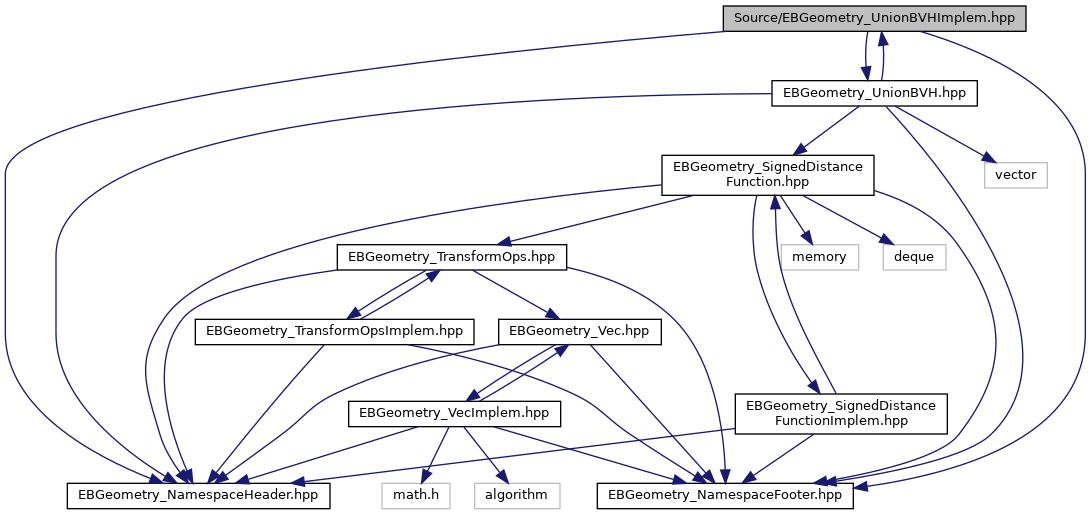 Source/EBGeometry_UnionBVHImplem.hpp
EBGeometry_UnionBVH.hpp
EBGeometry_SignedDistance
Function.hpp
vector
EBGeometry_TransformOps.hpp
memory
deque
EBGeometry_TransformOpsImplem.hpp
EBGeometry_Vec.hpp
EBGeometry_VecImplem.hpp
EBGeometry_SignedDistance
FunctionImplem.hpp
EBGeometry_NamespaceHeader.hpp
math.h
algorithm
EBGeometry_NamespaceFooter.hpp